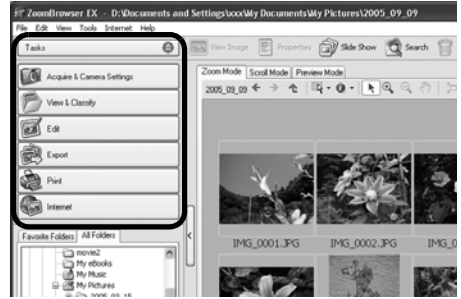 ZoomBrowser EX - D:\Documents and Settings\xxx\My Documents\My Pictures\2005_09_09
File Edit View Tools Internet Help
Tasks
View Image Properties Slide Show Search
Acquire & Camera Settings
View & Classify
Edit
Export
Print
Internet
Zoom Mode Scroll Mode Preview Mode
2005_09_09
IMG_0001.JPG IMG_0002.JPG IMG_0
Favorite Folders All Folders
movie2
My eBooks
My Music
My Pictures
2005_02_15